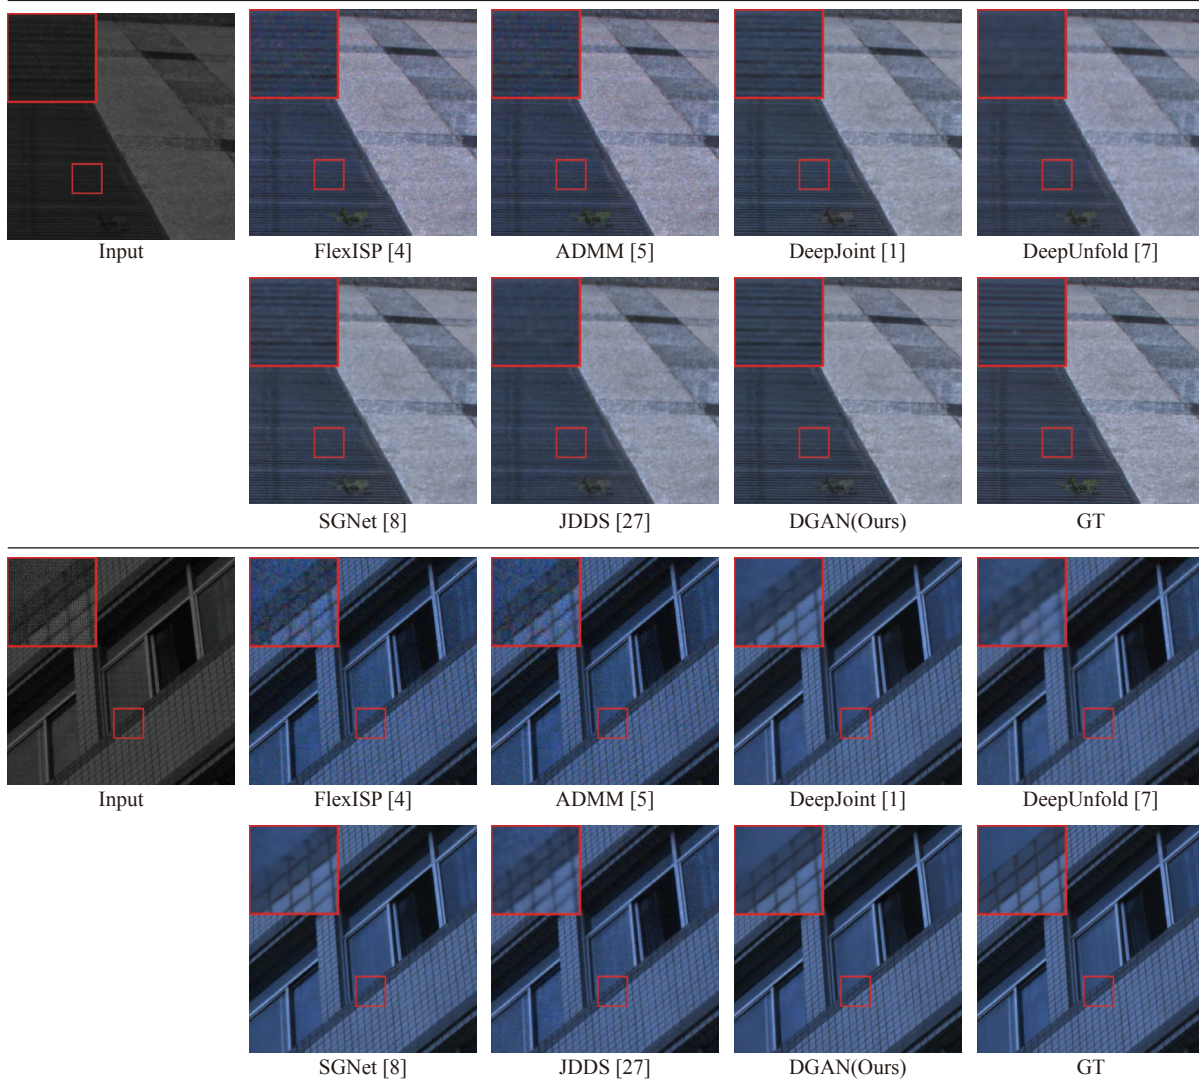 Input FlexISP [4] ADMM [5] DeepJoint [1] DeepUnfold [7]
SGNet [8] JDDS [27] DGAN(Ours) GT
Input FlexISP [4] ADMM [5] DeepJoint [1] DeepUnfold [7]
SGNet [8] JDDS [27] DGAN(Ours) GT